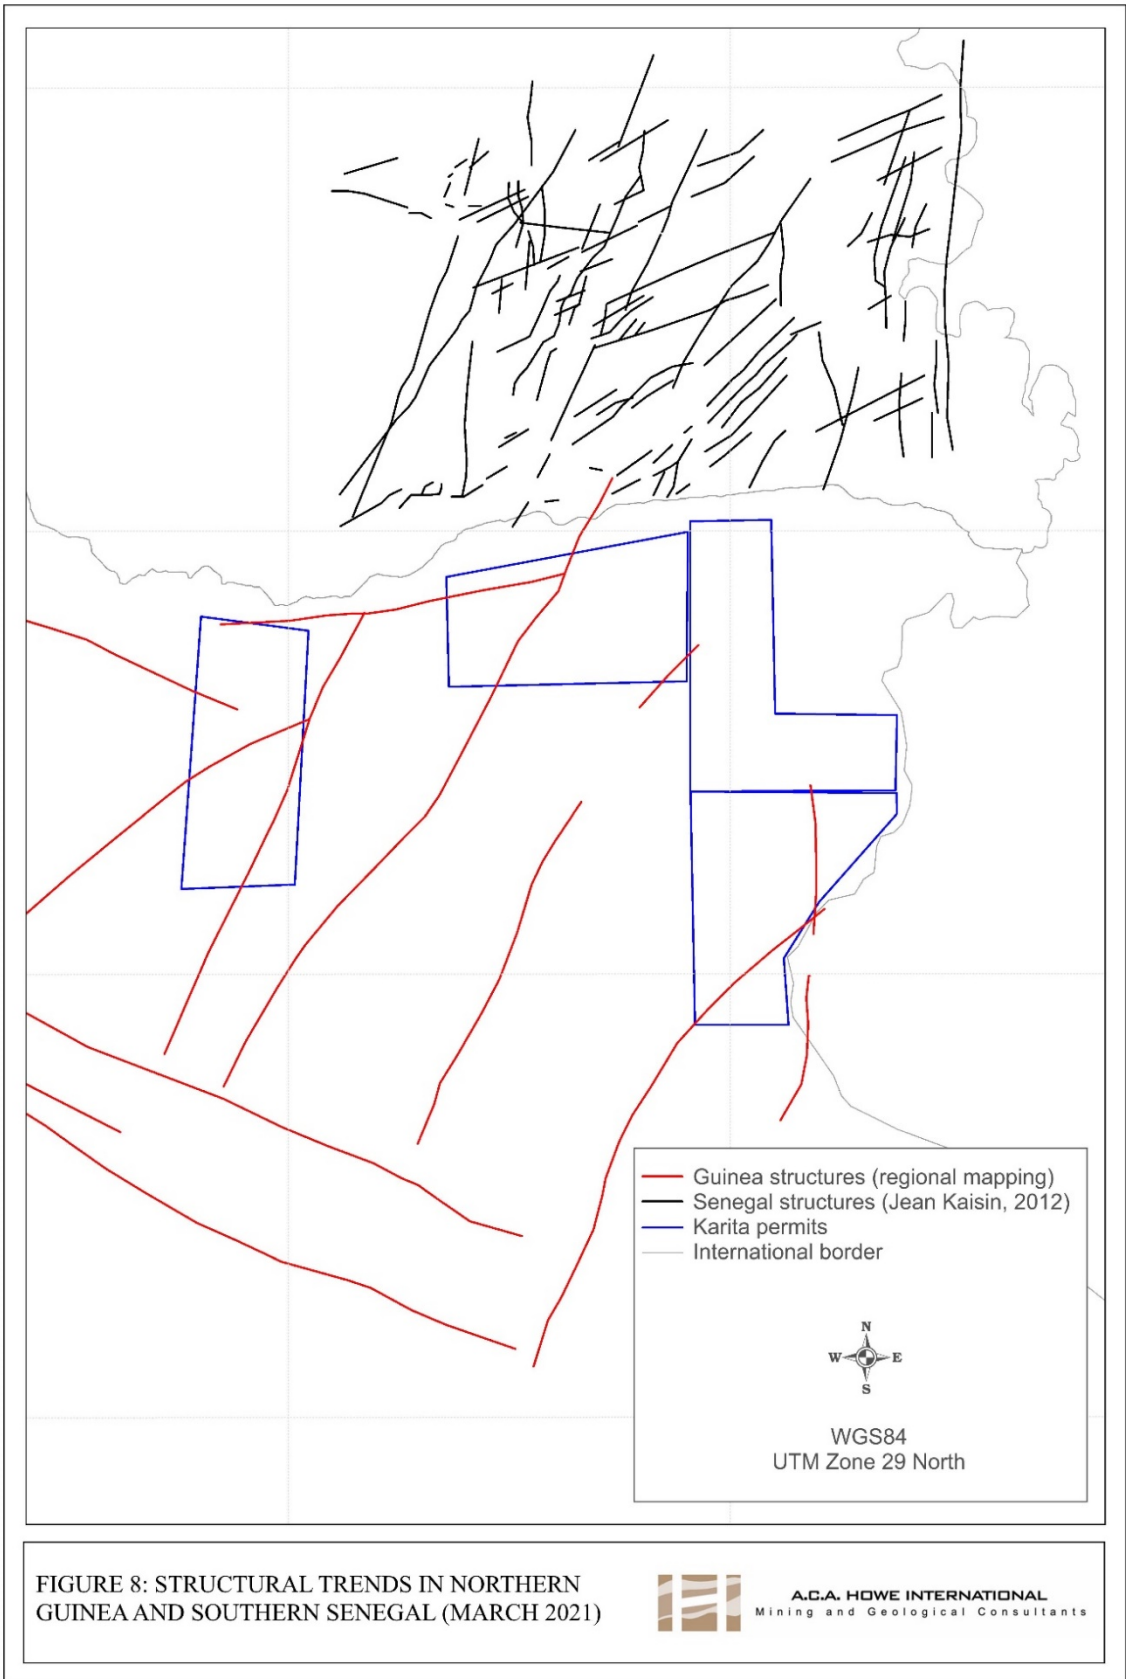 Guinea structures (regional mapping)
Senegal structures (Jean Kaisin, 2012)
Karita permits
International border
N
W E
S
WGS84
UTM Zone 29 North
FIGURE 8: STRUCTURAL TRENDS IN NORTHERN
GUINEA AND SOUTHERN SENEGAL (MARCH 2021)
A.C.A. HOWE INTERNATIONAL
Mining and Geological Consultants